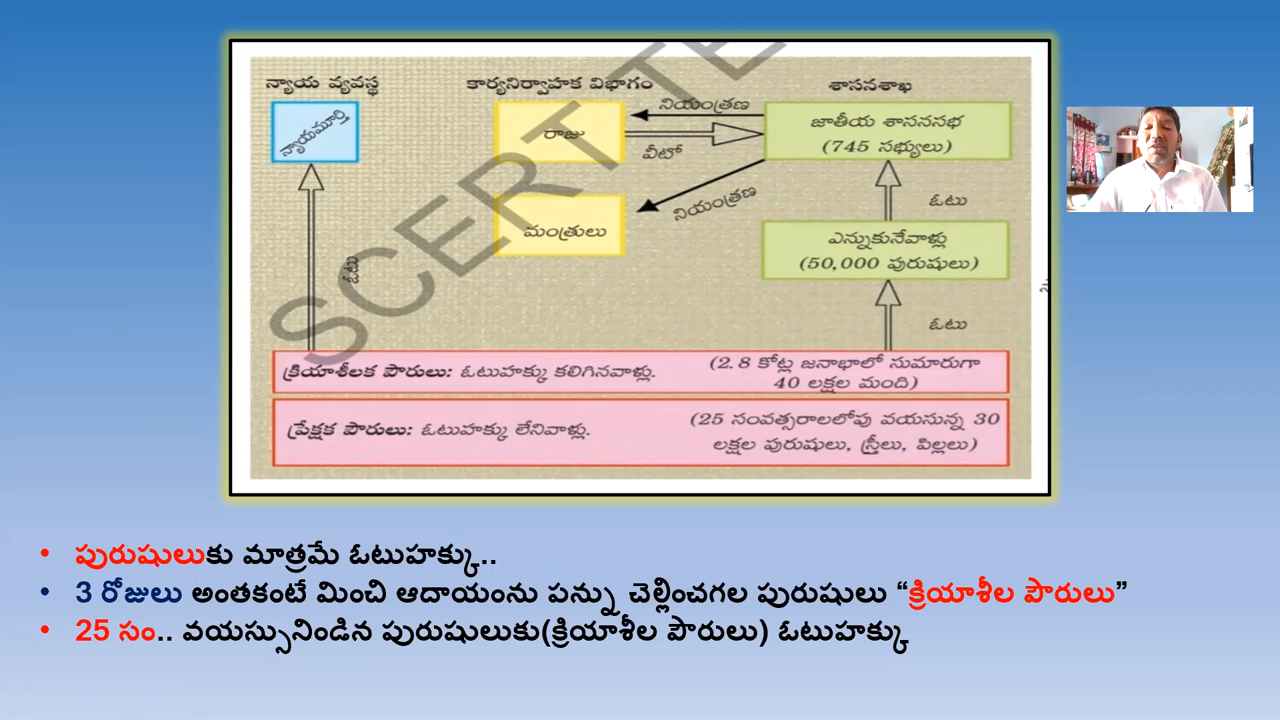 న్యాయ వ్యవస్థ
కార్యనిర్వాహక విభాగం
శాసనశాఖ
న్యాయమూర్తి
రాజు
నియంత్రణ
వీటో
జాతీయ శాసనసభ
(745 సభ్యులు)
నియంత్రణ
మంత్రులు
ఓటు
ఎన్నుకునేవాళ్లు
(50,000 పురుషులు)
ఓటు
ఓటు
క్రియాశీలక పౌరులు: ఓటుహక్కు కలిగినవాళ్లు.
(2.8 కోట్ల జనాభాలో సుమారుగా
40 లక్షల మంది)
ప్రేక్షక పౌరులు: ఓటుహక్కు లేనివాళ్లు.
(25 సంవత్సరాలలోపు వయసున్న 30
లక్షల పురుషులు, స్త్రీలు, పిల్లలు)
SCERT TE
• పురుషులుకు మాత్రమే ఓటుహక్కు..
• 3 రోజులు అంతకంటే మించి ఆదాయంను పన్ను చెల్లించగల పురుషులు “క్రియాశీల పౌరులు”
• 25 సం.. వయస్సునిండిన పురుషులుకు(క్రియాశీల పౌరులు) ఓటుహక్కు